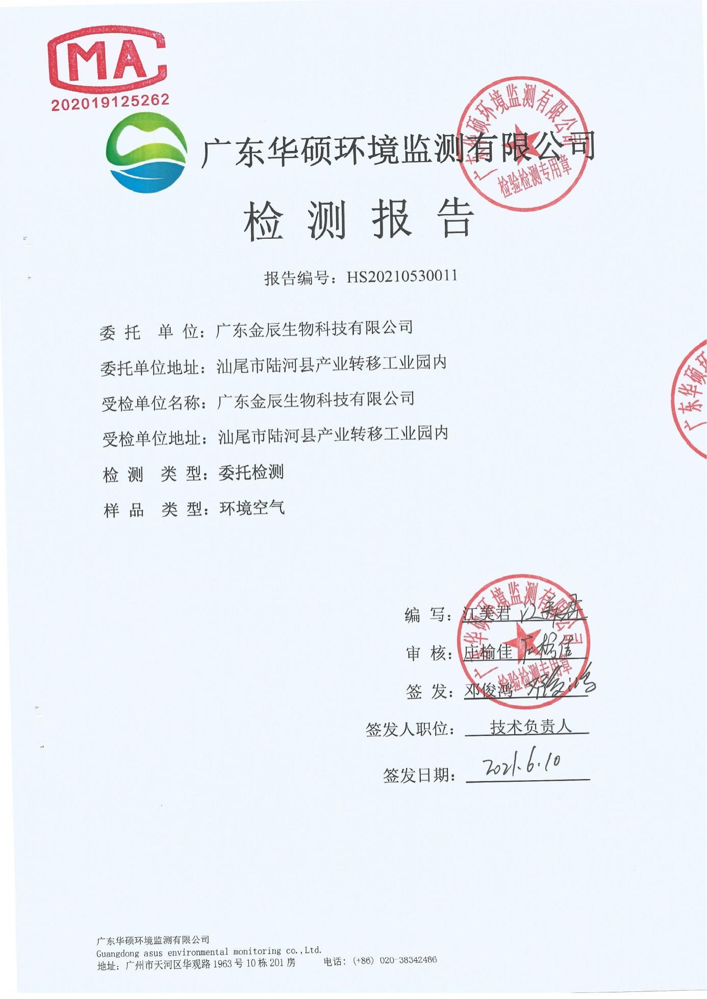 MA
202019125262
广东华硕环境监测有限公司
广东华硕环境监测有限公司
检验检测专用章
检测报告
报告编号：HS20210530011
委托单位：广东金辰生物科技有限公司
委托单位地址：汕尾市陆河县产业转移工业园内
受检单位名称：广东金辰生物科技有限公司
受检单位地址：汕尾市陆河县产业转移工业园内
检测类型：委托检测
样品类型：环境空气
广东华硕环
编写：江美君 江美君
审核：庄榆佳 庄榆佳
签发：邓俊鸿 邓俊鸿
广东华硕环境监测有限公司
检验检测专用章
签发人职位：技术负责人
签发日期：2021.6.10
广东华硕环境监测有限公司
Guangdong asus environmental monitoring co.,Ltd.
地址：广州市天河区华观路1963号10栋201房 电话：(+86) 020-38342486